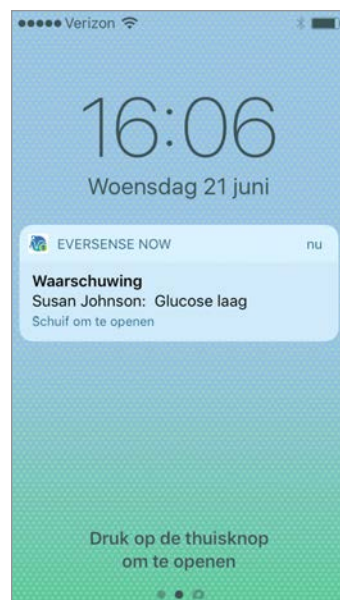 Verizon
16:06
Woensdag 21 juni
EVERSENSE NOW nu
Waarschuwing
Susan Johnson: Glucose laag
Schuif om te openen
Druk op de thuisknop
om te openen